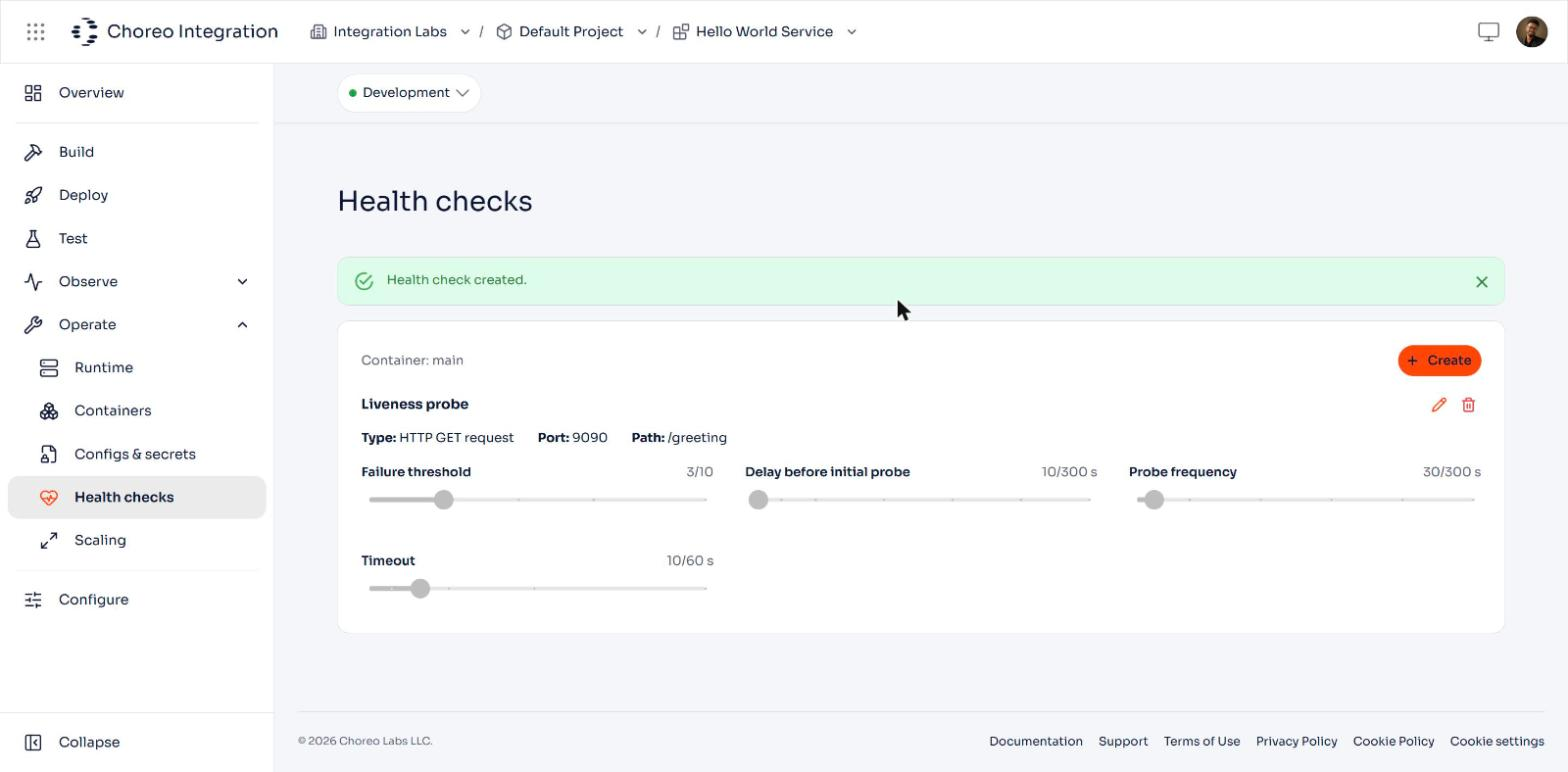 Choreo Integration
Integration Labs / Default Project / Hello World Service
Overview
Development
Build
Deploy
Test
Observe
Operate
Runtime
Containers
Configs & secrets
Health checks
Scaling
Configure
Collapse
Health checks
Health check created.
Container: main
+ Create
Liveness probe
Type: HTTP GET request Port: 9090 Path: /greeting
Failure threshold 3/10 Delay before initial probe 10/300 s Probe frequency 30/300 s
Timeout 10/60 s
© 2026 Choreo Labs LLC. Documentation Support Terms of Use Privacy Policy Cookie Policy Cookie settings